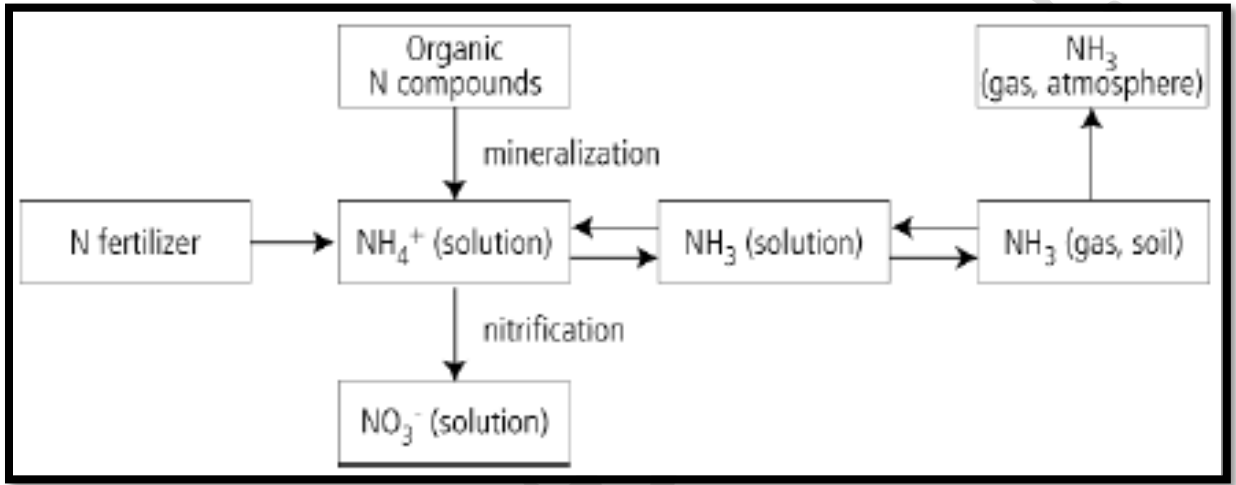 Organic
N compounds
NH₃
(gas, atmosphere)
mineralization
N fertilizer
NH₄⁺ (solution)
NH₃ (solution)
NH₃ (gas, soil)
nitrification
NO₃⁻ (solution)